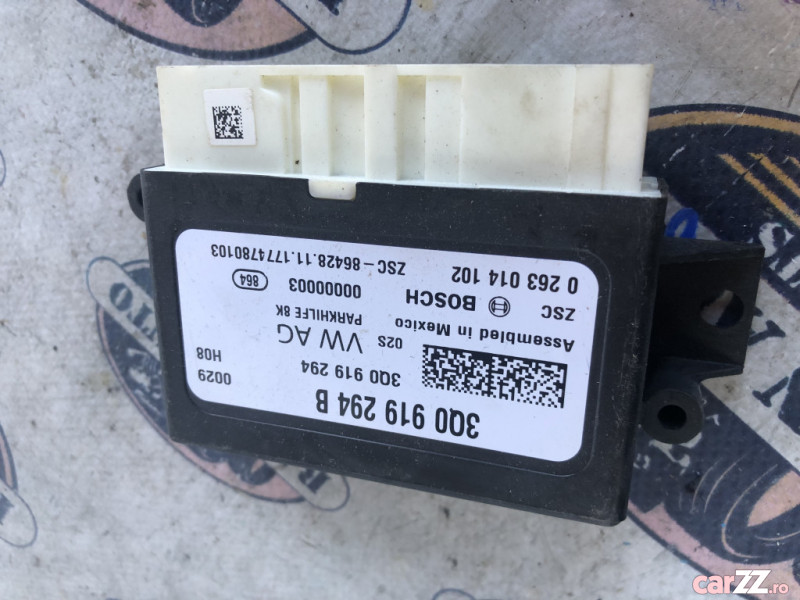 3Q0 919 294 B
3Q0 919 294
0029
H08
Assembled in Mexico
02S
VW AG
BOSCH
PARKHILFE 8K
ZSC
00000003
864
0 263 014 102
ZSC-86428.11.1774780103
carZZ.ro